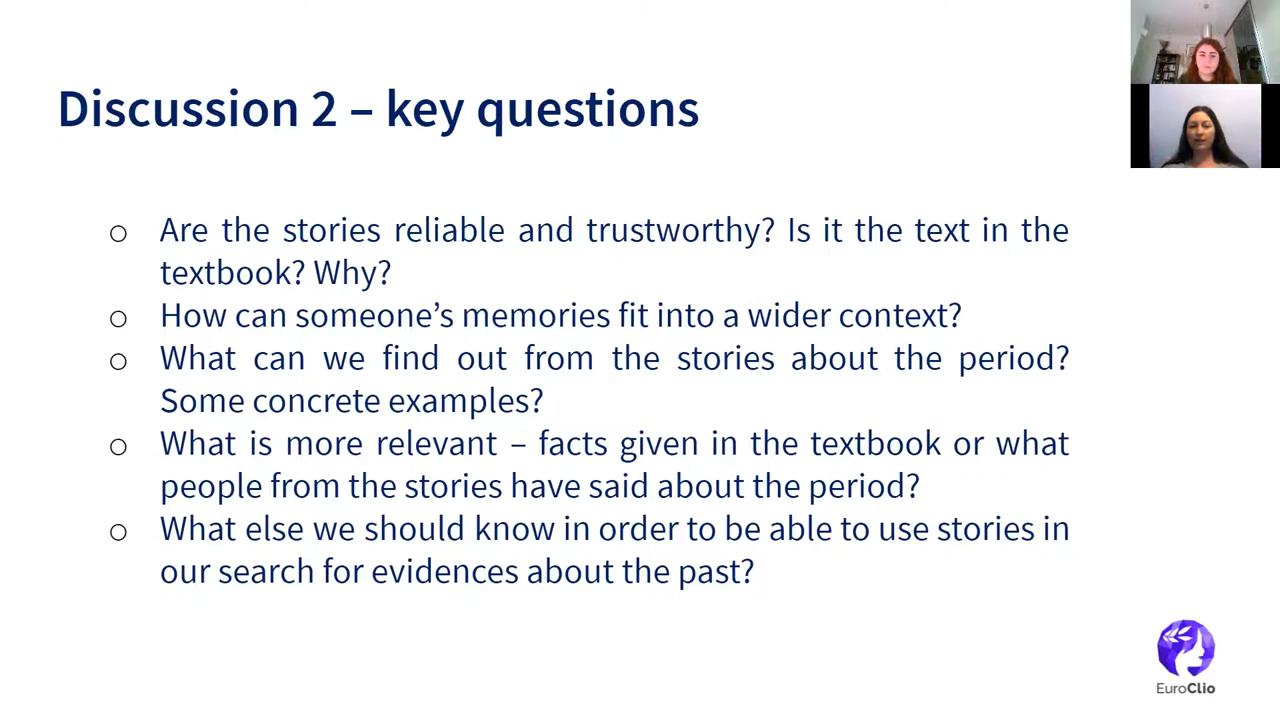 Discussion 2 – key questions
○ Are the stories reliable and trustworthy? Is it the text in the
textbook? Why?
○ How can someone’s memories fit into a wider context?
○ What can we find out from the stories about the period?
Some concrete examples?
○ What is more relevant – facts given in the textbook or what
people from the stories have said about the period?
○ What else we should know in order to be able to use stories in
our search for evidences about the past?
EuroClio